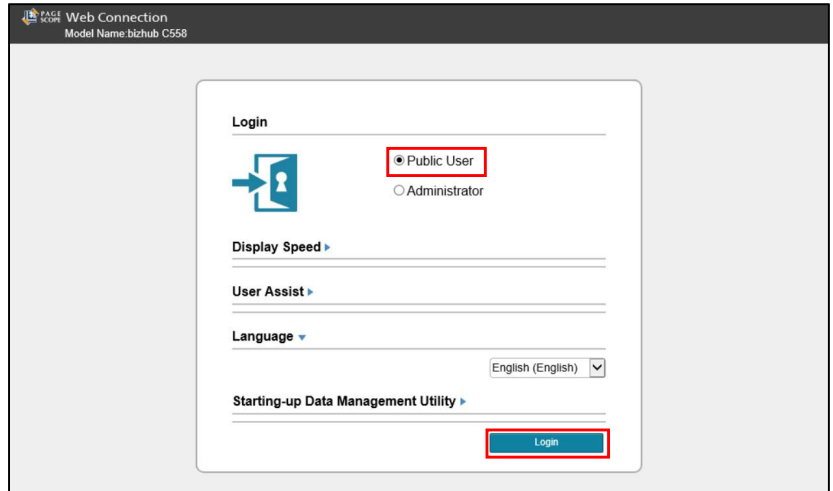 PAGE SCOPE Web Connection
Model Name:bizhub C558
Login
Public User
Administrator
Display Speed
User Assist
Language
English (English)
Starting-up Data Management Utility
Login